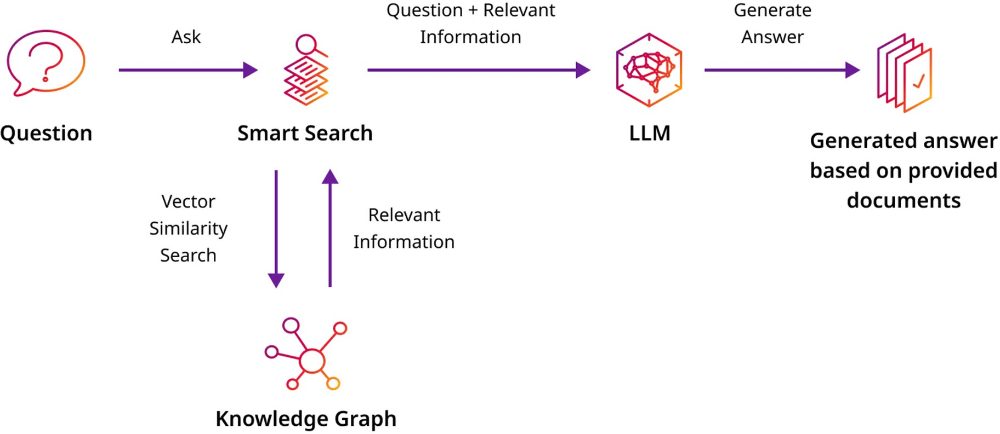 Ask
Question + Relevant
Information
Generate
Answer
Question
Smart Search
LLM
Generated answer
based on provided
documents
Vector
Similarity
Search
Relevant
Information
Knowledge Graph